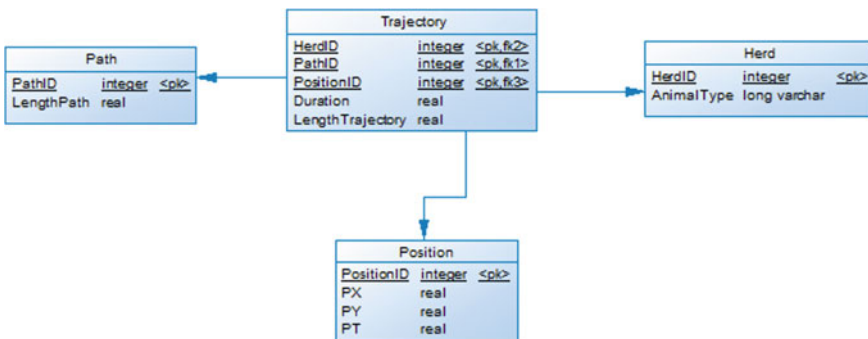 Trajectory
HerdID integer <pk,fk2>
PathID integer <pk,fk1>
PositionID integer <pk,fk3>
Duration real
LengthTrajectory real
Path
PathID integer <pk>
LengthPath real
Herd
HerdID integer <pk>
AnimalType long varchar
Position
PositionID integer <pk>
PX real
PY real
PT real